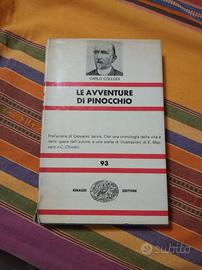 CARLO COLLODI
LE AVVENTURE
DI PINOCCHIO
Prefazione di Giovanni Jervis. Con una cronologia della vita e
delle opere dell'autore, e una scelta di illustrazioni di E. Maz-
zanti e C. Chiostri
93
EINAUDI EDITORE
subito